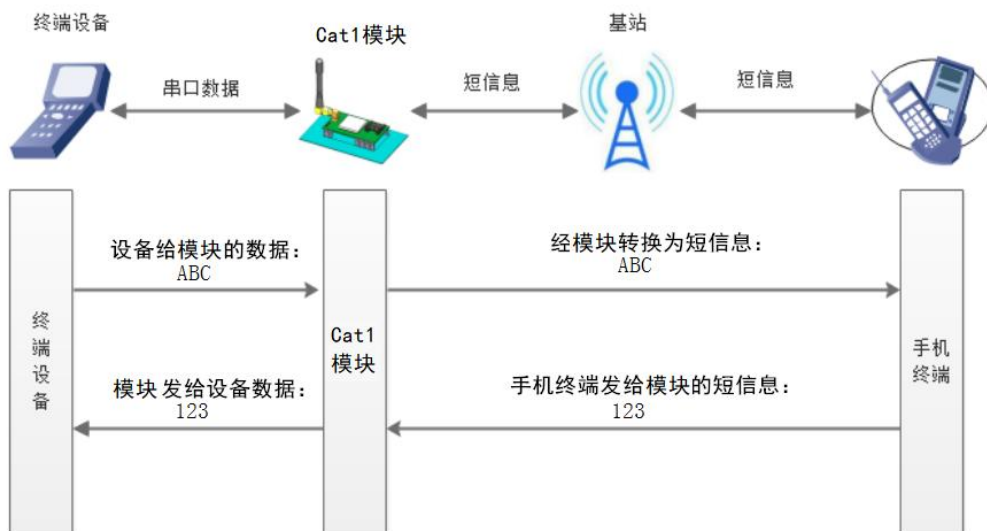 终端设备
Cat1模块
基站
串口数据
短信息
短信息
设备给模块的数据：
ABC
经模块转换为短信息：
ABC
终端设备
Cat1
模块
手机
终端
模块发给设备数据：
123
手机终端发给模块的短信息：
123